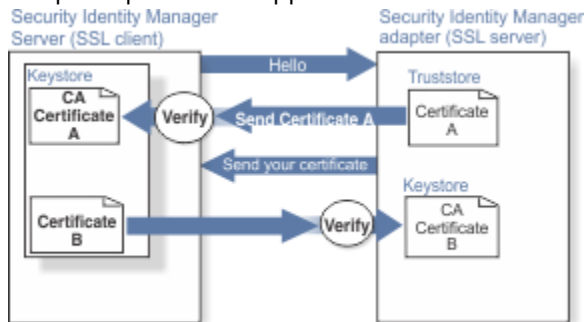 Security Identity Manager
Server (SSL client)
Security Identity Manager
adapter (SSL server)
Hello
Keystore
CA
Certificate
A
Verify
Send Certificate A
Truststore
Certificate
A
Send your certificate
Certificate
B
Verify
Keystore
CA
Certificate
B